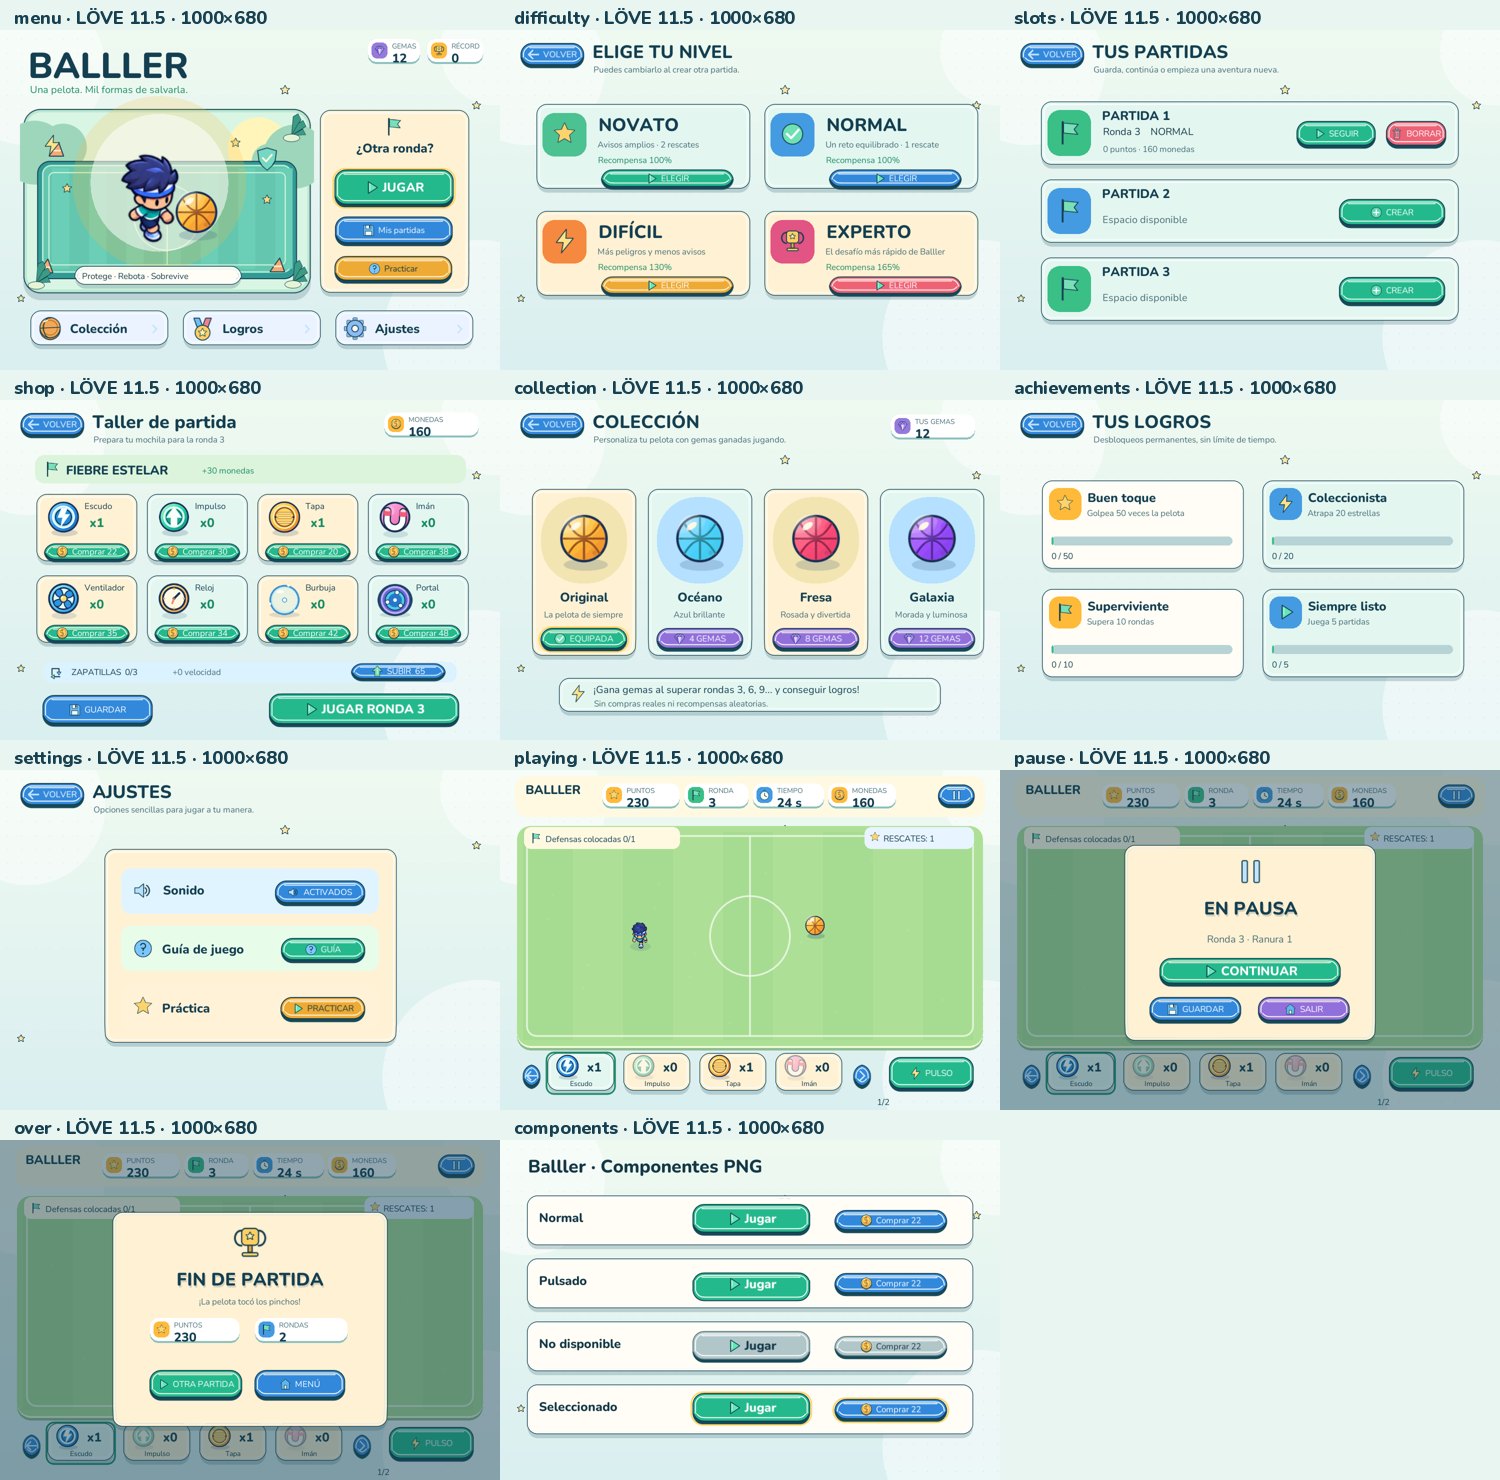 menu · LÖVE 11.5 · 1000×680
BALLLER
Una pelota. Mil formas de salvarla.
GEMAS
12
RÉCORD
0
¿Otra ronda?
JUGAR
Mis partidas
Practicar
Protege · Rebota · Sobrevive
Colección
Logros
Ajustes
difficulty · LÖVE 11.5 · 1000×680
VOLVER
ELIGE TU NIVEL
Puedes cambiarlo al crear otra partida.
NOVATO
Avisos amplios · 2 rescates
Recompensa 100%
ELEGIR
NORMAL
Un reto equilibrado · 1 rescate
Recompensa 100%
ELEGIR
DIFÍCIL
Más peligros y menos avisos
Recompensa 130%
ELEGIR
EXPERTO
El desafío más rápido de Balller
Recompensa 165%
ELEGIR
slots · LÖVE 11.5 · 1000×680
VOLVER
TUS PARTIDAS
Guarda, continúa o empieza una aventura nueva.
PARTIDA 1
Ronda 3 NORMAL
0 puntos · 160 monedas
SEGUIR
BORRAR
PARTIDA 2
Espacio disponible
CREAR
PARTIDA 3
Espacio disponible
CREAR
shop · LÖVE 11.5 · 1000×680
VOLVER
Taller de partida
Prepara tu mochila para la ronda 3
MONEDAS
160
FIEBRE ESTELAR
+30 monedas
Escudo
x1
Comprar 22
Impulso
x0
Comprar 30
Tapa
x1
Comprar 20
Imán
x0
Comprar 38
Ventilador
x0
Comprar 35
Reloj
x0
Comprar 34
Burbuja
x0
Comprar 42
Portal
x0
Comprar 48
ZAPATILLAS 0/3
+0 velocidad
SUBIR 65
GUARDAR
JUGAR RONDA 3
collection · LÖVE 11.5 · 1000×680
VOLVER
COLECCIÓN
Personaliza tu pelota con gemas ganadas jugando.
TUS GEMAS
12
Original
La pelota de siempre
EQUIPADA
Océano
Azul brillante
4 GEMAS
Fresa
Rosada y divertida
8 GEMAS
Galaxia
Morada y luminosa
12 GEMAS
¡Gana gemas al superar rondas 3, 6, 9... y conseguir logros!
Sin compras reales ni recompensas aleatorias.
achievements · LÖVE 11.5 · 1000×680
VOLVER
TUS LOGROS
Desbloqueos permanentes, sin límite de tiempo.
Buen toque
Golpea 50 veces la pelota
0 / 50
Coleccionista
Atrapa 20 estrellas
0 / 20
Superviviente
Supera 10 rondas
0 / 10
Siempre listo
Juega 5 partidas
0 / 5
settings · LÖVE 11.5 · 1000×680
VOLVER
AJUSTES
Opciones sencillas para jugar a tu manera.
Sonido
ACTIVADOS
Guía de juego
GUÍA
Práctica
PRACTICAR
playing · LÖVE 11.5 · 1000×680
BALLLER
PUNTOS
230
RONDA
3
TIEMPO
24 s
MONEDAS
160
Defensas colocadas 0/1
RESCATES: 1
x1
Escudo
x0
Impulso
x1
Tapa
x0
Imán
PULSO
1/2
pause · LÖVE 11.5 · 1000×680
BALLLER
PUNTOS
230
RONDA
3
TIEMPO
24 s
MONEDAS
160
Defensas colocadas 0/1
RESCATES: 1
EN PAUSA
Ronda 3 · Ranura 1
CONTINUAR
GUARDAR
SALIR
x1
Escudo
x0
Impulso
x1
Tapa
x0
Imán
PULSO
1/2
over · LÖVE 11.5 · 1000×680
BALLLER
PUNTOS
230
RONDA
3
TIEMPO
24 s
MONEDAS
160
Defensas colocadas 0/1
RESCATES: 1
FIN DE PARTIDA
¡La pelota tocó los pinchos!
PUNTOS
230
RONDAS
2
OTRA PARTIDA
MENÚ
x1
Escudo
x0
Impulso
x1
Tapa
x0
Imán
PULSO
1/2
components · LÖVE 11.5 · 1000×680
Balller · Componentes PNG
Normal
Jugar
Comprar 22
Pulsado
Jugar
Comprar 22
No disponible
Jugar
Comprar 22
Seleccionado
Jugar
Comprar 22